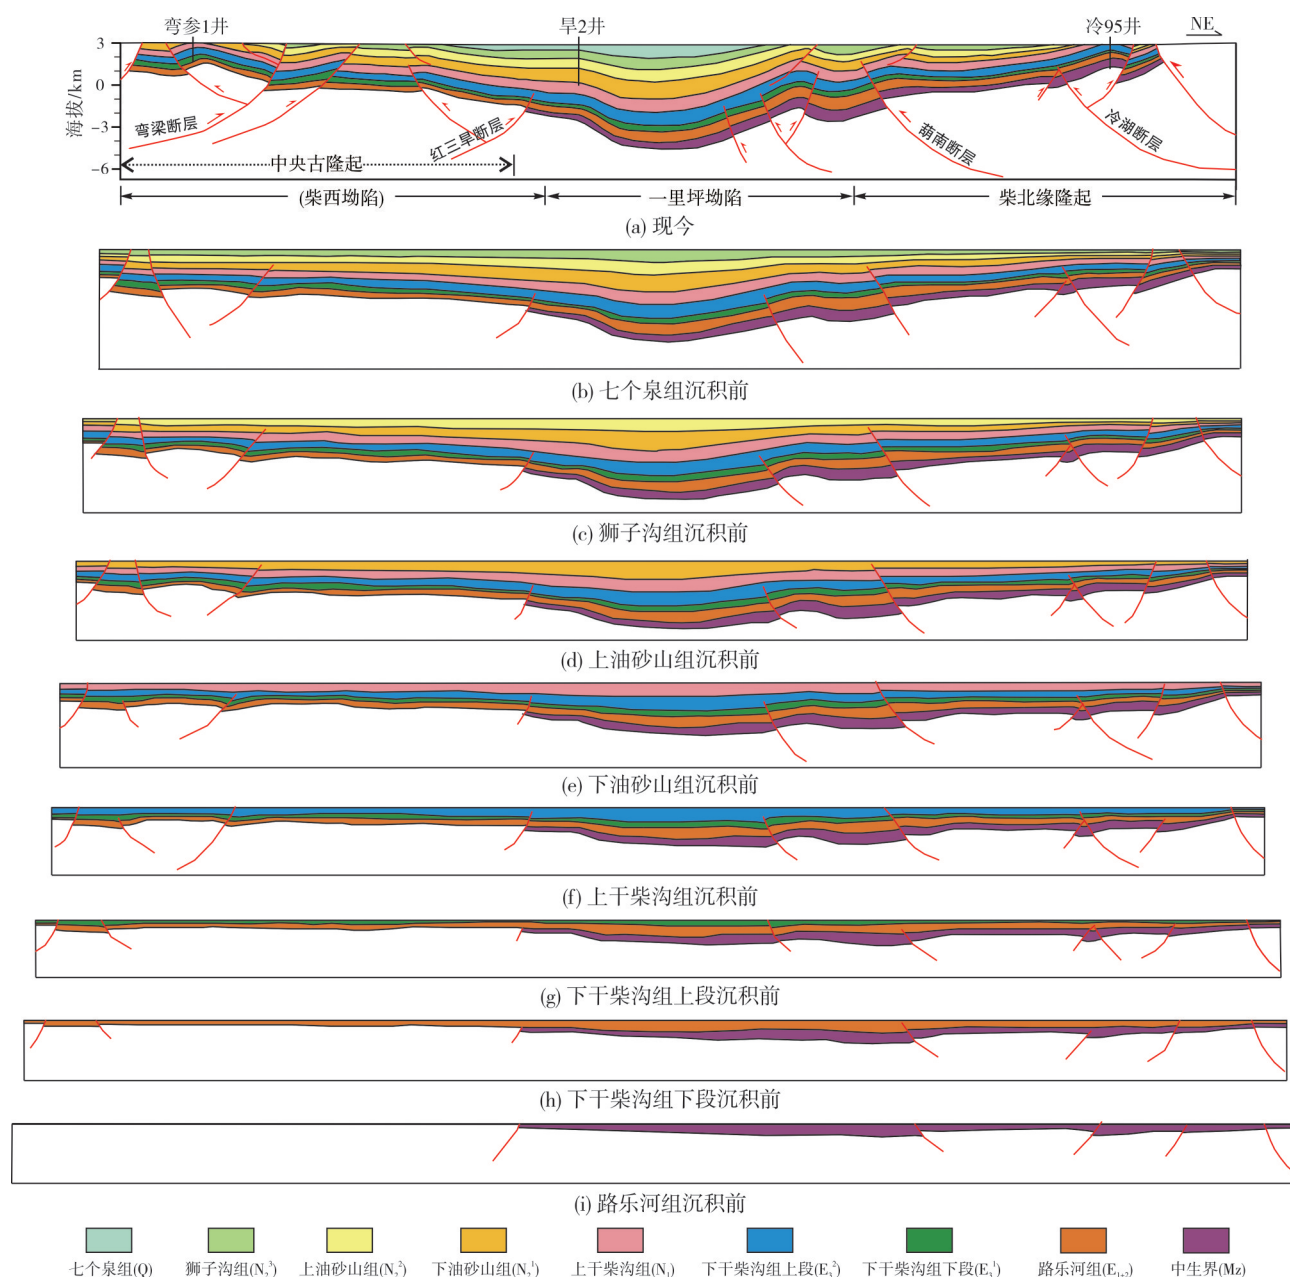 弯参1井 旱2井 冷95井 NE
3
0
-3
-6
海拔/km
弯梁断层
红三旱断层
葫南断层
冷湖断层
中央古隆起
(柴西坳陷) 一里坪坳陷 柴北缘隆起
(a) 现今
(b) 七个泉组沉积前
(c) 狮子沟组沉积前
(d) 上油砂山组沉积前
(e) 下油砂山组沉积前
(f) 上干柴沟组沉积前
(g) 下干柴沟组上段沉积前
(h) 下干柴沟组下段沉积前
(i) 路乐河组沉积前
七个泉组(Q) 狮子沟组(N₂³) 上油砂山组(N₂²) 下油砂山组(N₂¹) 上干柴沟组(N₁) 下干柴沟组上段(E₃²) 下干柴沟组下段(E₃¹) 路乐河组(E₁₊₂) 中生界(Mz)